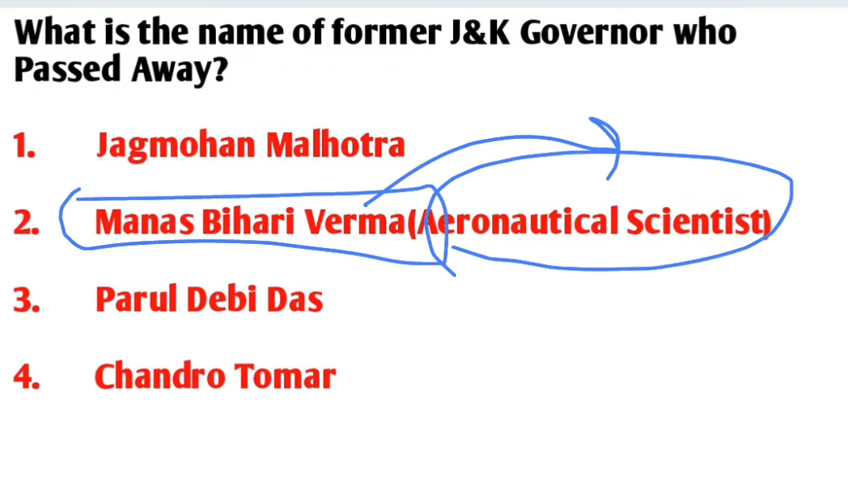 What is the name of former J&K Governor who
Passed Away?
1. Jagmohan Malhotra
2. Manas Bihari Verma(Aeronautical Scientist)
3. Parul Debi Das
4. Chandro Tomar